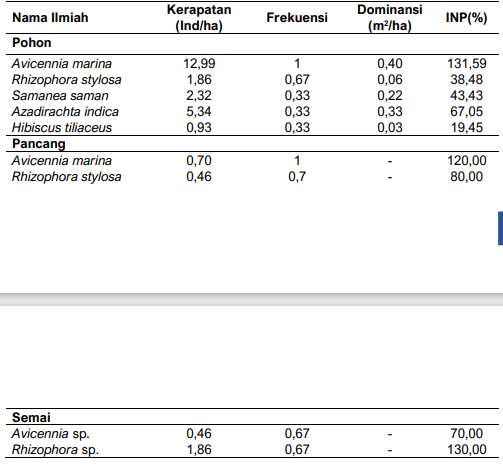 Nama Ilmiah Kerapatan (Ind/ha) Frekuensi Dominansi (m²/ha) INP(%)
Pohon
Avicennia marina 12,99 1 0,40 131,59
Rhizophora stylosa 1,86 0,67 0,06 38,48
Samanea saman 2,32 0,33 0,22 43,43
Azadirachta indica 5,34 0,33 0,33 67,05
Hibiscus tiliaceus 0,93 0,33 0,03 19,45
Pancang
Avicennia marina 0,70 1 - 120,00
Rhizophora stylosa 0,46 0,7 - 80,00
Semai
Avicennia sp. 0,46 0,67 - 70,00
Rhizophora sp. 1,86 0,67 - 130,00